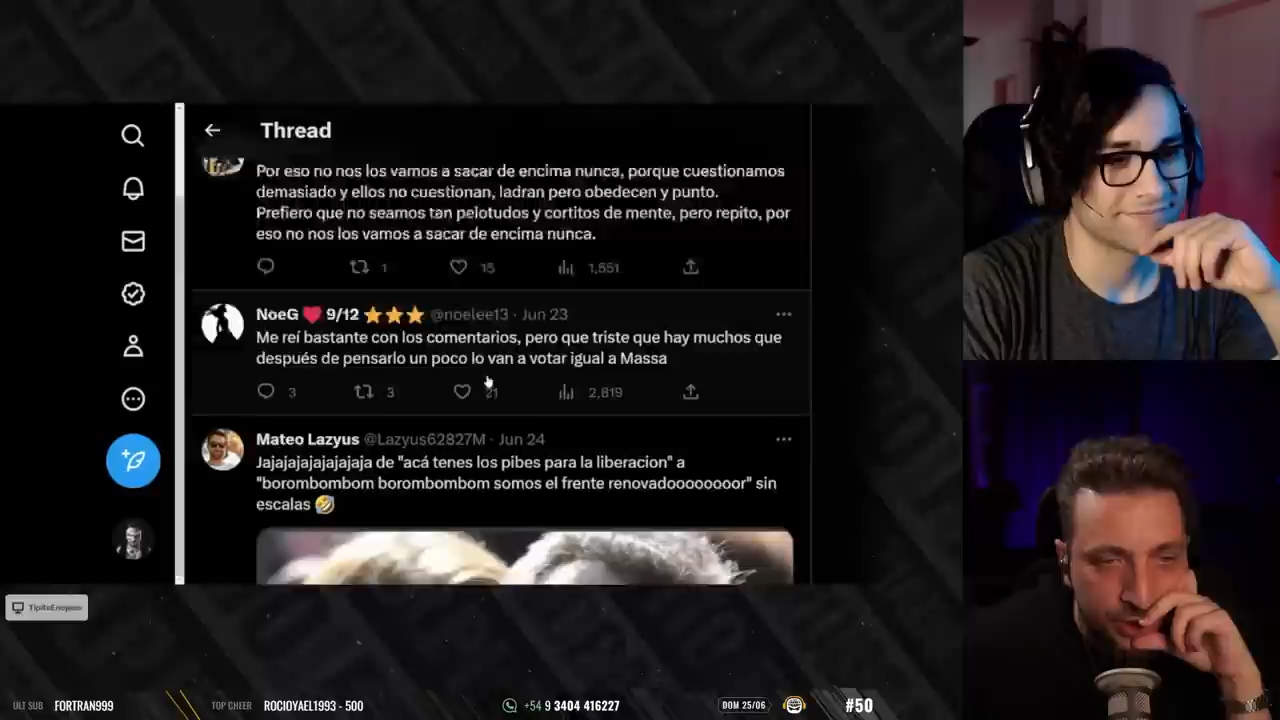 Thread
Por eso no nos los vamos a sacar de encima nunca, porque cuestionamos
demasiado y ellos no cuestionan, ladran pero obedecen y punto.
Prefiero que no seamos tan pelotudos y cortitos de mente, pero repito, por
eso no nos los vamos a sacar de encima nunca.
1 15 1,551
NoeG ❤️ 9/12 ⭐⭐⭐ @noelee13 · Jun 23
Me reí bastante con los comentarios, pero que triste que hay muchos que
después de pensarlo un poco lo van a votar igual a Massa
3 3 21 2,819
Mateo Lazyus @Lazyus62827M · Jun 24
Jajajajajajajaja de "acá tenes los pibes para la liberacion" a
"borombombom borombombom somos el frente renovadoooooooor" sin
escalas 🤣
TipitoEnojado
ÚLT SUB FORTRAN999 TOP CHEER ROCIOYAEL1993 - 500 +54 9 3404 416227 DOM 25/06 #50